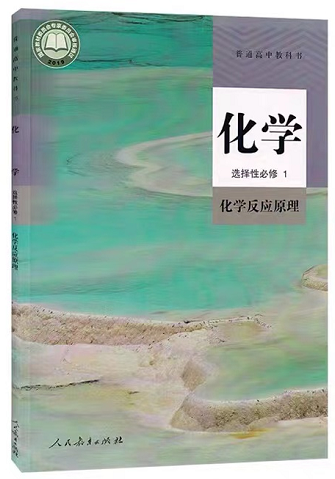 普通高中教科书
化学
选择性必修 1
化学反应原理
人民教育出版社
化 学
选择性必修 1
化学反应原理
2019